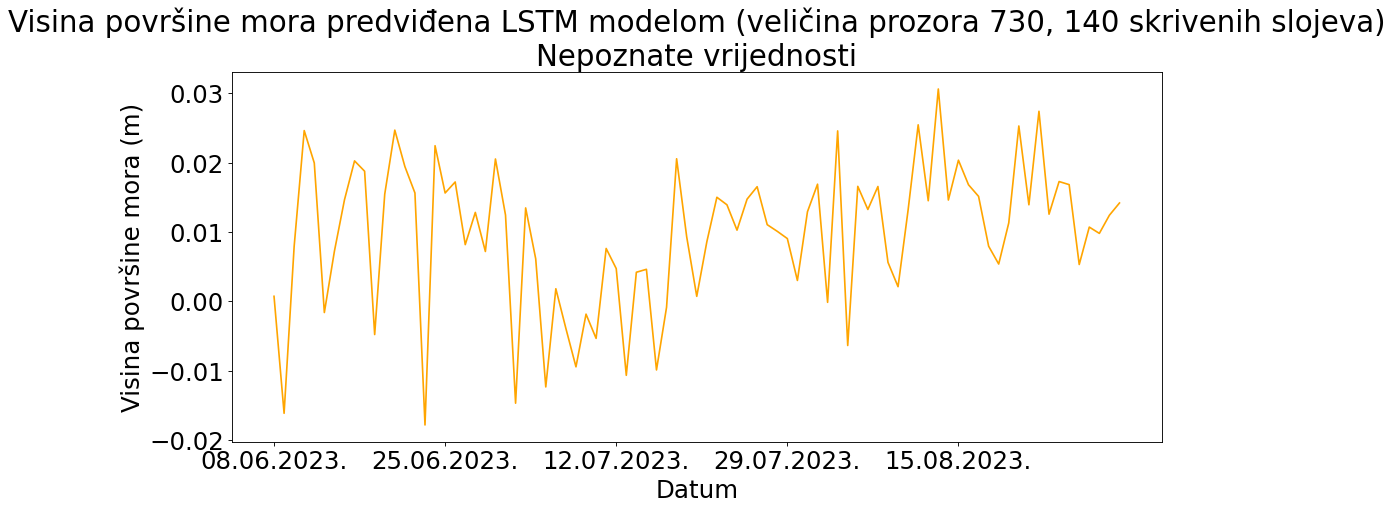 Visina površine mora predviđena LSTM modelom (veličina prozora 730, 140 skrivenih slojeva)
Nepoznate vrijednosti
Visina površine mora (m)
0.03
0.02
0.01
0.00
−0.01
−0.02
08.06.2023. 25.06.2023. 12.07.2023. 29.07.2023. 15.08.2023.
Datum